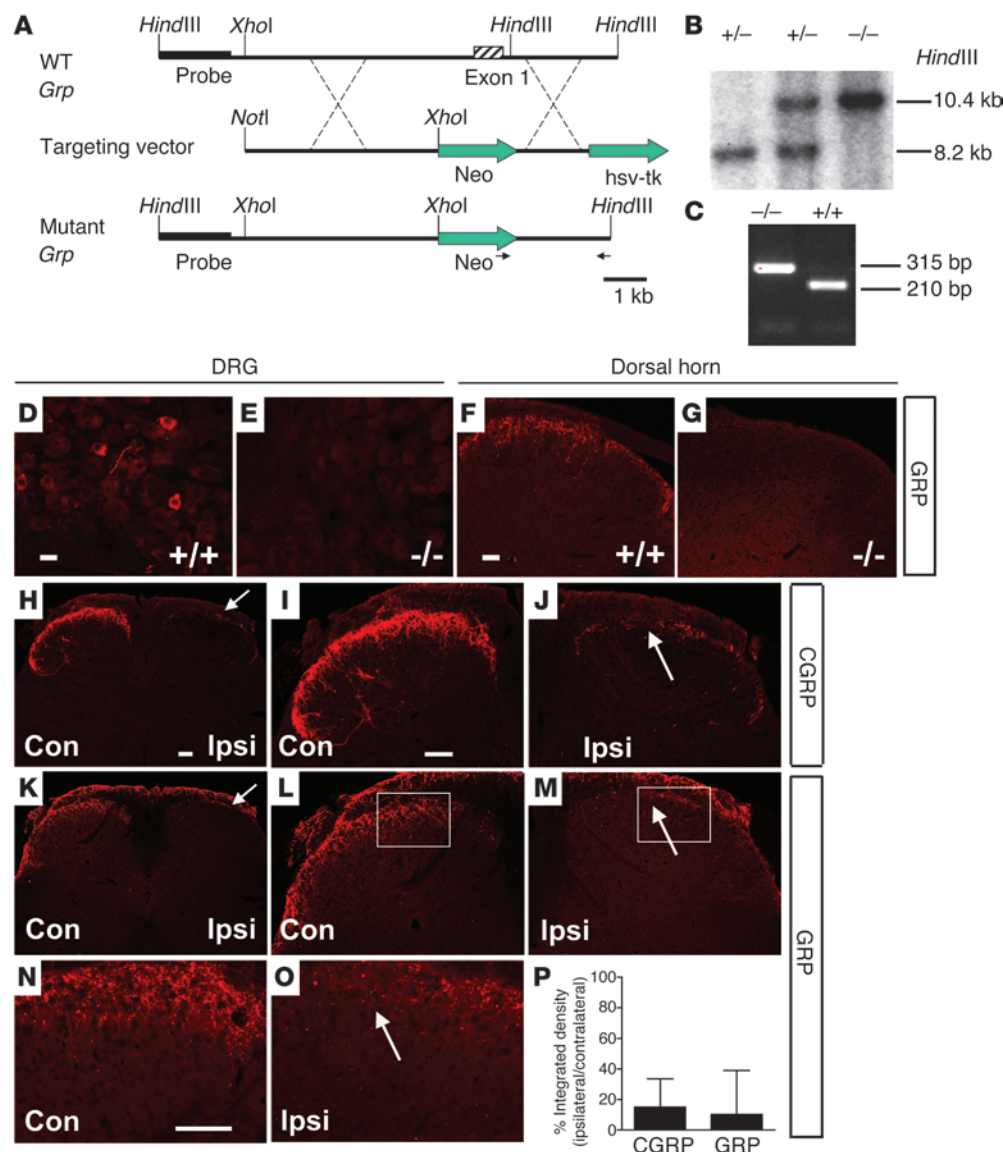 A
HindIII XhoI HindIII HindIII
WT
Grp
Probe
Exon 1
NotI XhoI
Targeting vector
Neo
hsv-tk
HindIII XhoI XhoI HindIII
Mutant
Grp
Probe
Neo
1 kb
B
+/– +/– –/–
HindIII
10.4 kb
8.2 kb
C
–/– +/+
315 bp
210 bp
DRG
Dorsal horn
D
+/+
E
-/-
F
+/+
G
-/-
GRP
H
Con
Ipsi
I
Con
J
Ipsi
CGRP
K
Con
Ipsi
L
Con
M
Ipsi
N
Con
O
Ipsi
GRP
P
% Integrated density
(ipsilateral/contralateral)
100
80
60
40
20
0
CGRP GRP